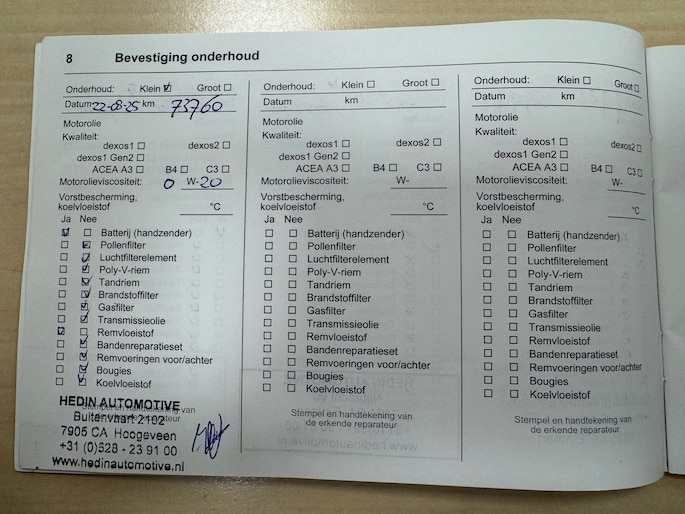 8 Bevestiging onderhoud
Onderhoud: Klein ☑ Groot ☐
Datum 22-08-25 km 73760
Motorolie
Kwaliteit:
dexos1 ☐ dexos2 ☐
dexos1 Gen2 ☐
ACEA A3 ☐ B4 ☐ C3 ☐
Motorolieviscositeit: 0 W-20
Vorstbescherming,
koelvloeistof °C
Ja Nee
☑ ☐ Batterij (handzender)
☐ ☑ Pollenfilter
☐ ☑ Luchtfilterelement
☐ ☑ Poly-V-riem
☐ ☑ Tandriem
☐ ☑ Brandstoffilter
☐ ☑ Gasfilter
☐ ☑ Transmissieolie
☑ ☐ Remvloeistof
☐ ☑ Bandenreparatieset
☐ ☑ Remvoeringen voor/achter
☐ ☑ Bougies
☐ ☑ Koelvloeistof
Stempel en handtekening van
de erkende reparateur
HEDIN AUTOMOTIVE
Buitenvaart 2102
7905 CA Hoogeveen
+31 (0)528 - 23 91 00
www.hedinautomotive.nl
Onderhoud: Klein ☐ Groot ☐
Datum km
Motorolie
Kwaliteit:
dexos1 ☐ dexos2 ☐
dexos1 Gen2 ☐
ACEA A3 ☐ B4 ☐ C3 ☐
Motorolieviscositeit: W-
Vorstbescherming,
koelvloeistof °C
Ja Nee
☐ ☐ Batterij (handzender)
☐ ☐ Pollenfilter
☐ ☐ Luchtfilterelement
☐ ☐ Poly-V-riem
☐ ☐ Tandriem
☐ ☐ Brandstoffilter
☐ ☐ Gasfilter
☐ ☐ Transmissieolie
☐ ☐ Remvloeistof
☐ ☐ Bandenreparatieset
☐ ☐ Remvoeringen voor/achter
☐ ☐ Bougies
☐ ☐ Koelvloeistof
Stempel en handtekening van
de erkende reparateur
Onderhoud: Klein ☐ Groot ☐
Datum km
Motorolie
Kwaliteit:
dexos1 ☐ dexos2 ☐
dexos1 Gen2 ☐
ACEA A3 ☐ B4 ☐ C3 ☐
Motorolieviscositeit: W-
Vorstbescherming,
koelvloeistof °C
Ja Nee
☐ ☐ Batterij (handzender)
☐ ☐ Pollenfilter
☐ ☐ Luchtfilterelement
☐ ☐ Poly-V-riem
☐ ☐ Tandriem
☐ ☐ Brandstoffilter
☐ ☐ Gasfilter
☐ ☐ Transmissieolie
☐ ☐ Remvloeistof
☐ ☐ Bandenreparatieset
☐ ☐ Remvoeringen voor/achter
☐ ☐ Bougies
☐ ☐ Koelvloeistof
Stempel en handtekening van
de erkende reparateur